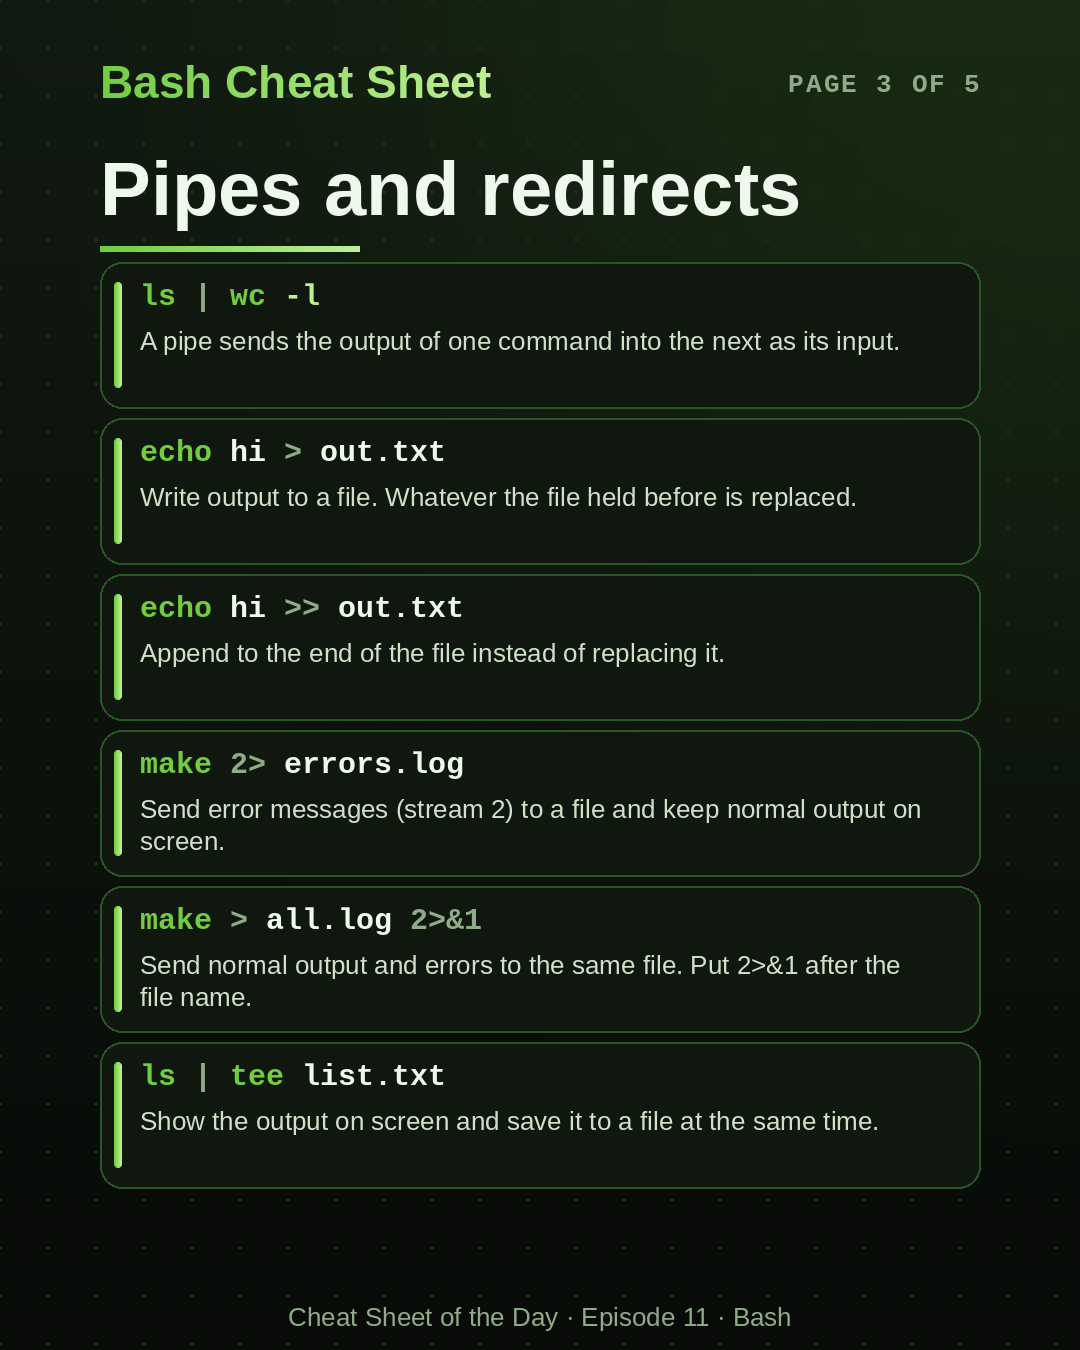 Bash Cheat Sheet
PAGE 3 OF 5
Pipes and redirects
ls | wc -l
A pipe sends the output of one command into the next as its input.
echo hi > out.txt
Write output to a file. Whatever the file held before is replaced.
echo hi >> out.txt
Append to the end of the file instead of replacing it.
make 2> errors.log
Send error messages (stream 2) to a file and keep normal output on
screen.
make > all.log 2>&1
Send normal output and errors to the same file. Put 2>&1 after the
file name.
ls | tee list.txt
Show the output on screen and save it to a file at the same time.
Cheat Sheet of the Day · Episode 11 · Bash